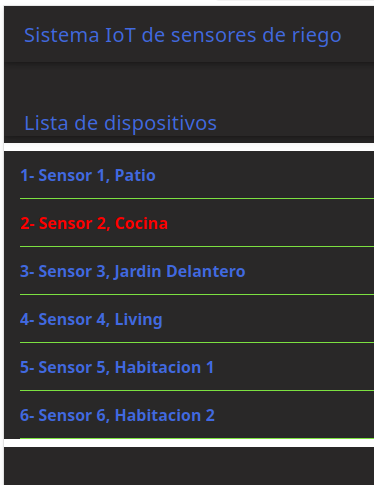 Sistema IoT de sensores de riego
Lista de dispositivos
1- Sensor 1, Patio
2- Sensor 2, Cocina
3- Sensor 3, Jardin Delantero
4- Sensor 4, Living
5- Sensor 5, Habitacion 1
6- Sensor 6, Habitacion 2